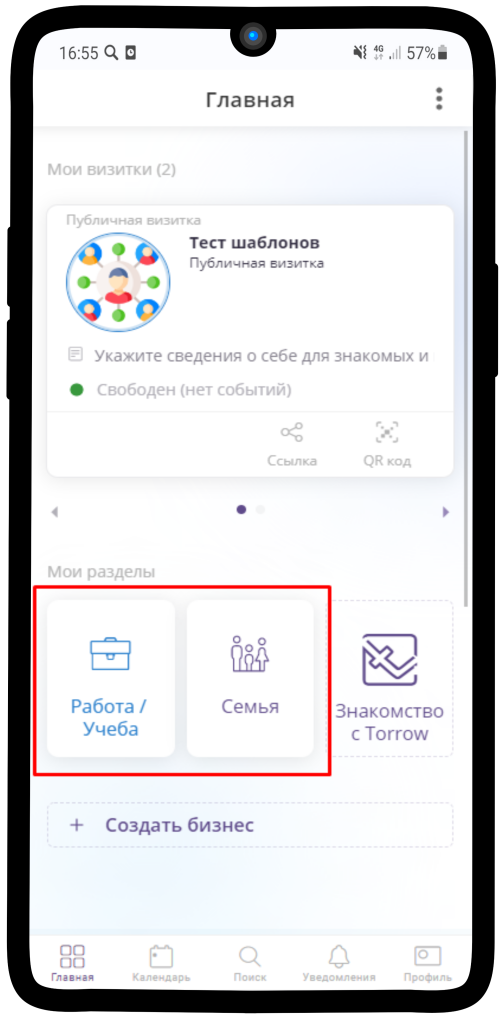 16:55 4G 57%
Главная
Мои визитки (2)
Публичная визитка
Тест шаблонов
Публичная визитка
Укажите сведения о себе для знакомых и
Свободен (нет событий)
Ссылка QR код
Мои разделы
Работа /
Учеба
Семья
Знакомство
с Torrow
+ Создать бизнес
Главная Календарь Поиск Уведомления Профиль